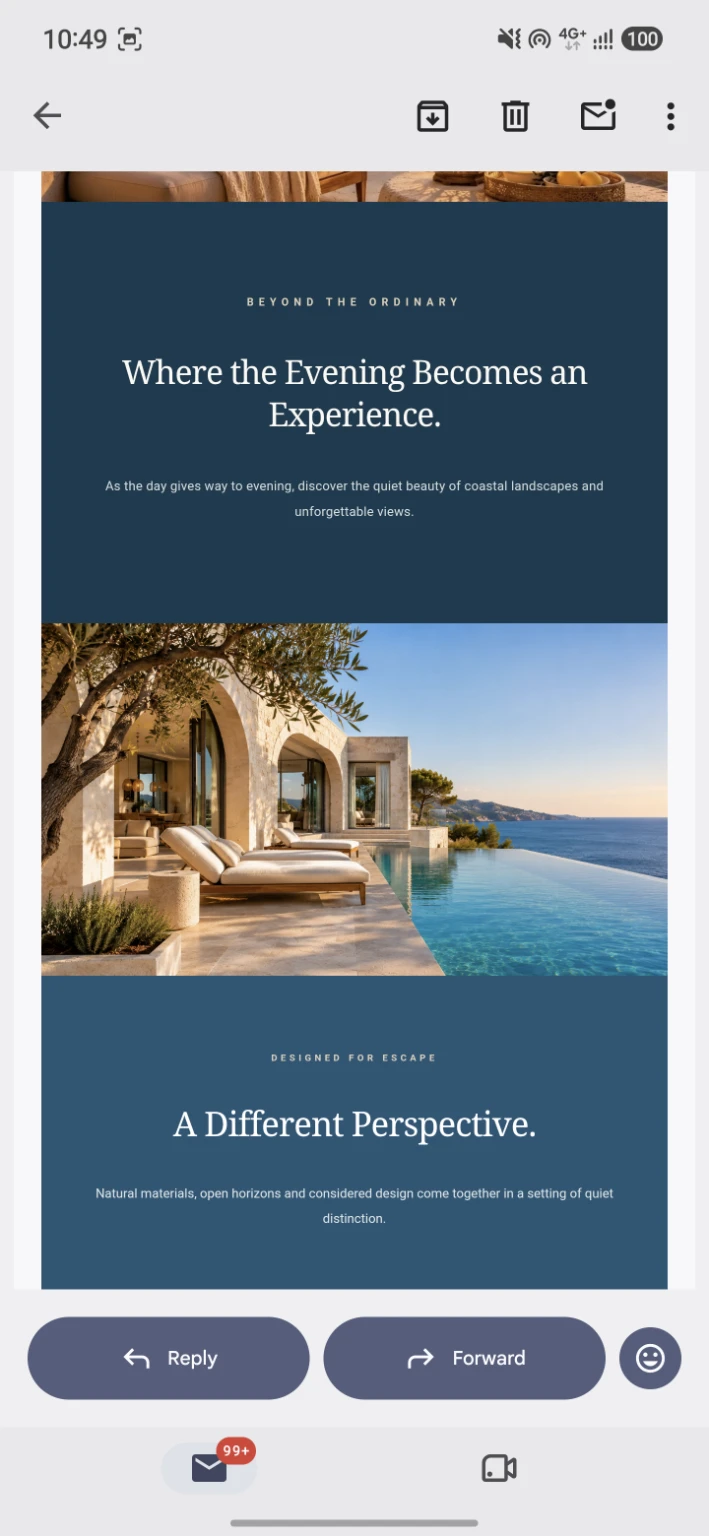 10:49
4G+
100
BEYOND THE ORDINARY
Where the Evening Becomes an
Experience.
As the day gives way to evening, discover the quiet beauty of coastal landscapes and
unforgettable views.
DESIGNED FOR ESCAPE
A Different Perspective.
Natural materials, open horizons and considered design come together in a setting of quiet
distinction.
Reply
Forward
99+